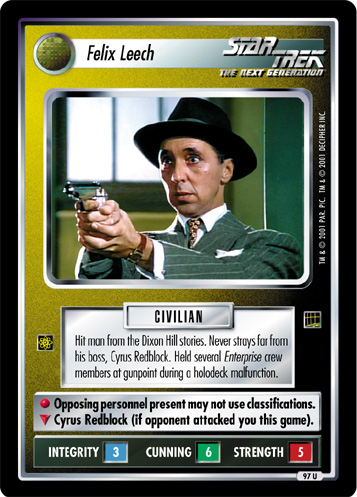 Felix Leech
STAR TREK
THE NEXT GENERATION
TM & © 2001 PAR. PIC. TM & © 2001 DECIPHER INC.
CIVILIAN
Hit man from the Dixon Hill stories. Never strays far from
his boss, Cyrus Redblock. Held several Enterprise crew
members at gunpoint during a holodeck malfunction.
Opposing personnel present may not use classifications.
Cyrus Redblock (if opponent attacked you this game).
INTEGRITY 3 CUNNING 6 STRENGTH 5
97 U